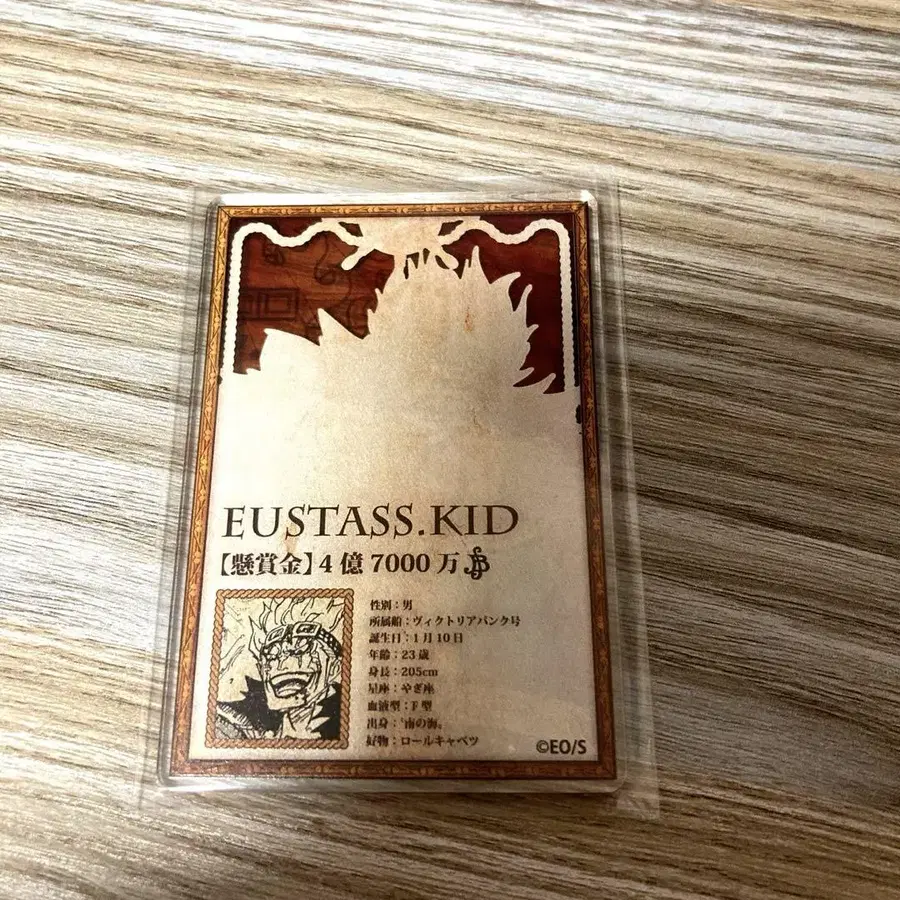 EUSTASS.KID
【懸賞金】4億7000万
性別：男
所属船：ヴィクトリアパンク号
誕生日：1月10日
年齢：23歳
身長：205cm
星座：やぎ座
血液型：F型
出身："南の海"
好物：ロールキャベツ
©EO/S